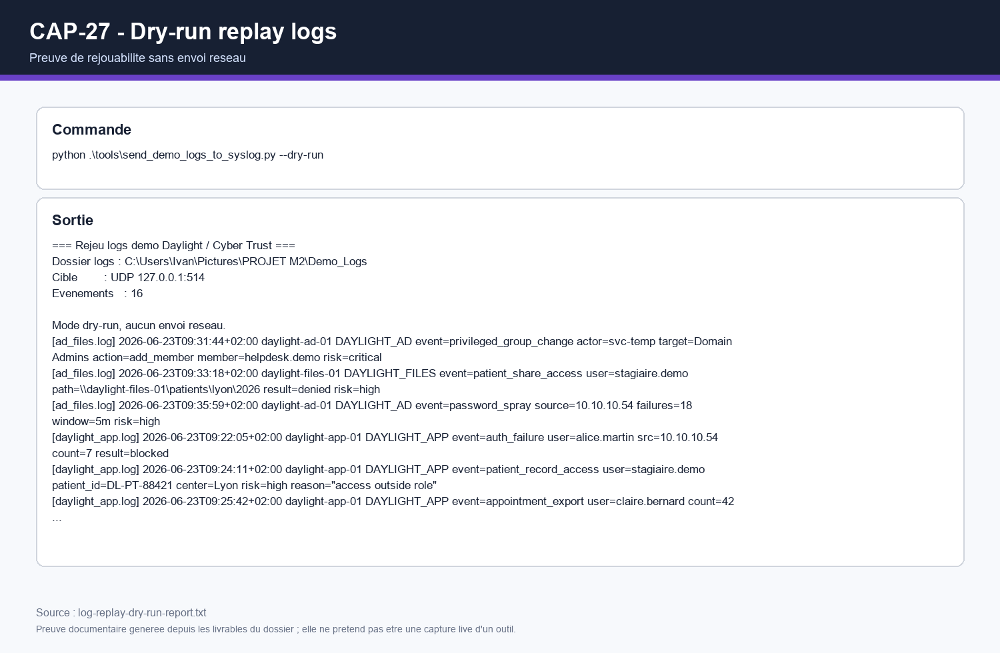 CAP-27 - Dry-run replay logs
Preuve de rejouabilite sans envoi reseau
Commande
python .\tools\send_demo_logs_to_syslog.py --dry-run
Sortie
=== Rejeu logs demo Daylight / Cyber Trust ===
Dossier logs : C:\Users\Ivan\Pictures\PROJET M2\Demo_Logs
Cible : UDP 127.0.0.1:514
Evenements : 16
Mode dry-run, aucun envoi reseau.
[ad_files.log] 2026-06-23T09:31:44+02:00 daylight-ad-01 DAYLIGHT_AD event=privileged_group_change actor=svc-temp target=Domain
Admins action=add_member member=helpdesk.demo risk=critical
[ad_files.log] 2026-06-23T09:33:18+02:00 daylight-files-01 DAYLIGHT_FILES event=patient_share_access user=stagiaire.demo
path=\\daylight-files-01\patients\lyon\2026 result=denied risk=high
[ad_files.log] 2026-06-23T09:35:59+02:00 daylight-ad-01 DAYLIGHT_AD event=password_spray source=10.10.10.54 failures=18
window=5m risk=high
[daylight_app.log] 2026-06-23T09:22:05+02:00 daylight-app-01 DAYLIGHT_APP event=auth_failure user=alice.martin src=10.10.10.54
count=7 result=blocked
[daylight_app.log] 2026-06-23T09:24:11+02:00 daylight-app-01 DAYLIGHT_APP event=patient_record_access user=stagiaire.demo
patient_id=DL-PT-88421 center=Lyon risk=high reason="access outside role"
[daylight_app.log] 2026-06-23T09:25:42+02:00 daylight-app-01 DAYLIGHT_APP event=appointment_export user=claire.bernard count=42
...
Source : log-replay-dry-run-report.txt
Preuve documentaire generee depuis les livrables du dossier ; elle ne pretend pas etre une capture live d'un outil.